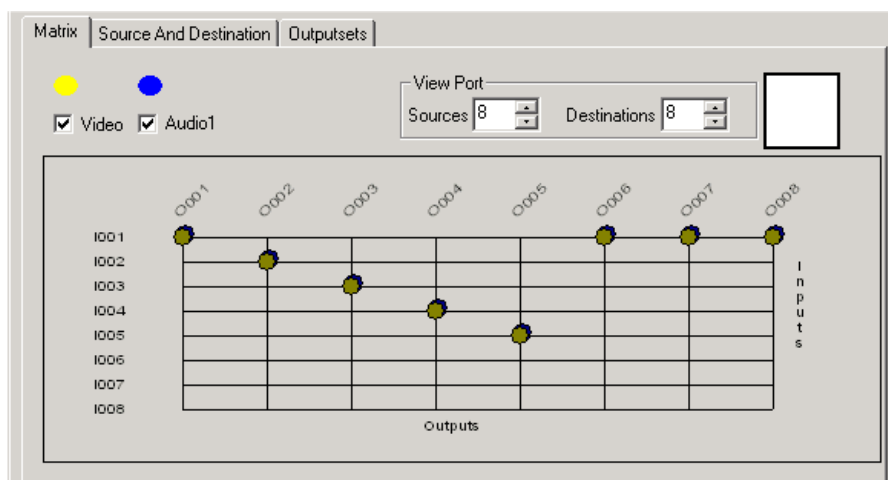 Matrix Source And Destination Outputsets
Video Audio1
View Port
Sources 8 Destinations 8
O001 O002 O003 O004 O005 O006 O007 O008
I001
I002
I003
I004
I005
I006
I007
I008
Inputs
Outputs